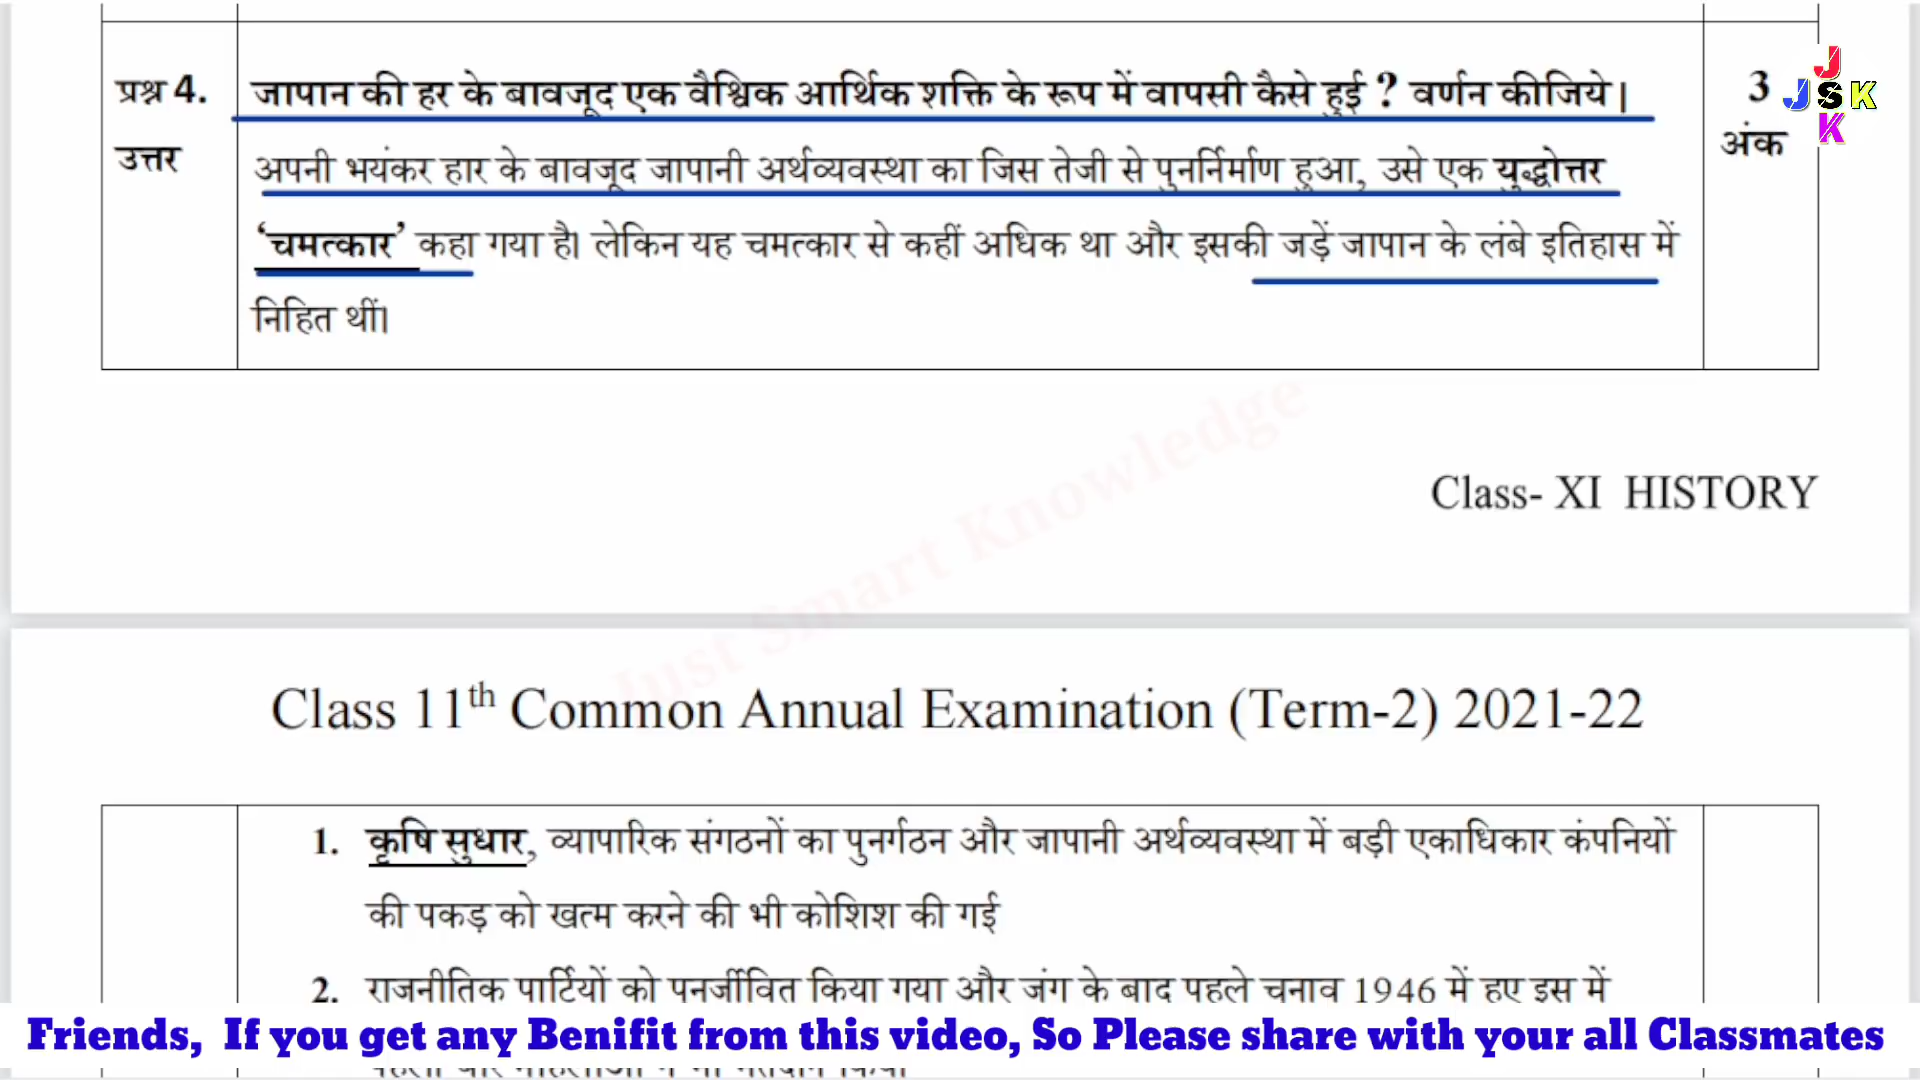 प्रश्न 4. जापान की हर के बावजूद एक वैश्विक आर्थिक शक्ति के रूप में वापसी कैसे हुई ? वर्णन कीजिये। 3
उत्तर अपनी भयंकर हार के बावजूद जापानी अर्थव्यवस्था का जिस तेजी से पुनर्निर्माण हुआ, उसे एक युद्धोत्तर अंक
‘चमत्कार’ कहा गया है। लेकिन यह चमत्कार से कहीं अधिक था और इसकी जड़ें जापान के लंबे इतिहास में
निहित थीं।
J
JSK
K
Just Smart Knowledge
Class- XI HISTORY
Class 11th Common Annual Examination (Term-2) 2021-22
1. कृषि सुधार, व्यापारिक संगठनों का पुनर्गठन और जापानी अर्थव्यवस्था में बड़ी एकाधिकार कंपनियों
की पकड़ को खत्म करने की भी कोशिश की गई
2. राजनीतिक पार्टियों को पुनर्जीवित किया गया और जंग के बाद पहले चुनाव 1946 में हुए इस में
Friends, If you get any Benifit from this video, So Please share with your all Classmates